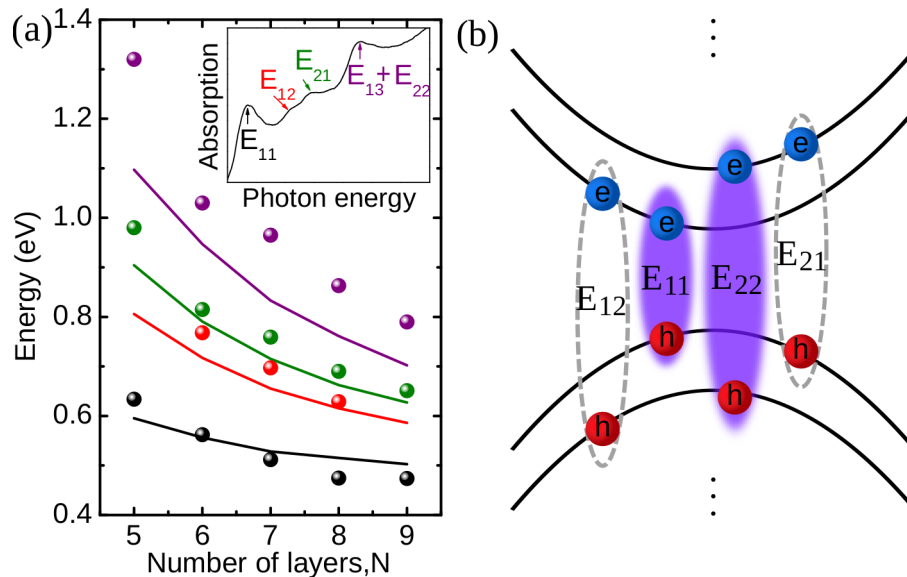 (a)
1.4
1.2
1.0
0.8
0.6
0.4
Energy (eV)
5 6 7 8 9
Number of layers,N
Absorption
Photon energy
E11
E12
E21
E13+E22
(b)
e
e
e
e
E12
E11
E22
E21
h
h
h
h